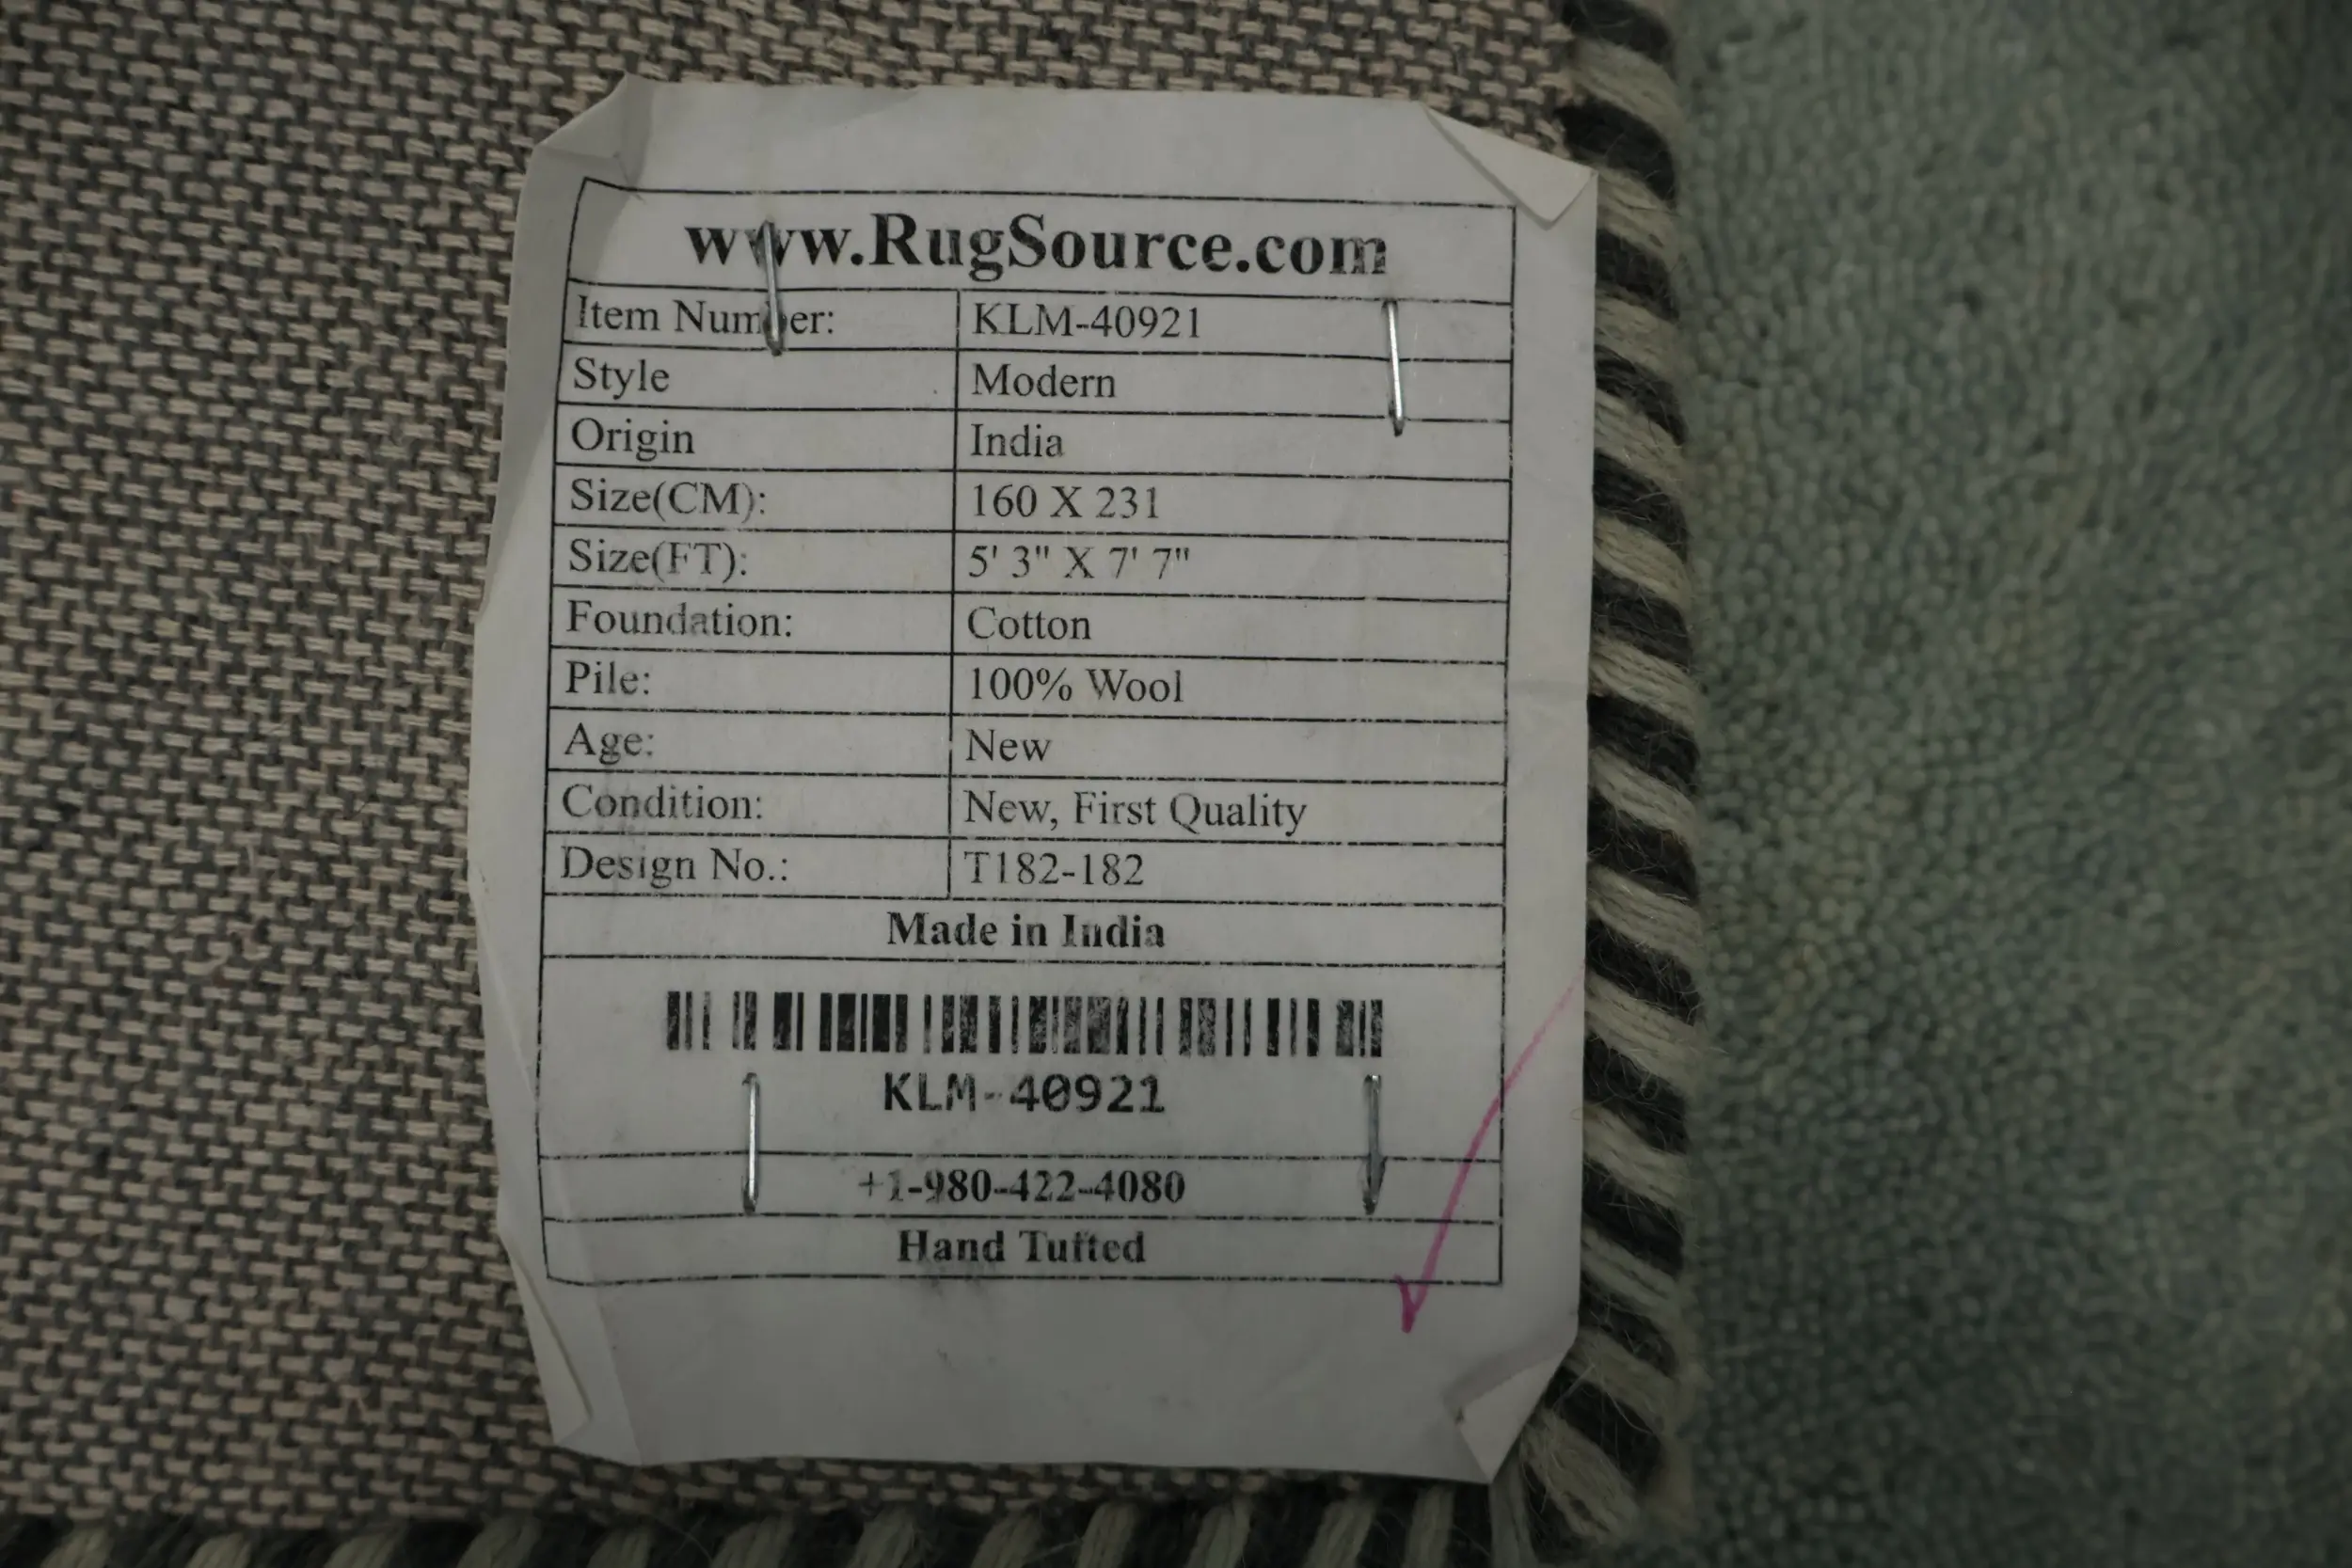 www.RugSource.com
Item Number: KLM-40921
Style Modern
Origin India
Size(CM): 160 X 231
Size(FT): 5' 3" X 7' 7"
Foundation: Cotton
Pile: 100% Wool
Age: New
Condition: New, First Quality
Design No.: T182-182
Made in India
KLM-40921
+1-980-422-4080
Hand Tufted